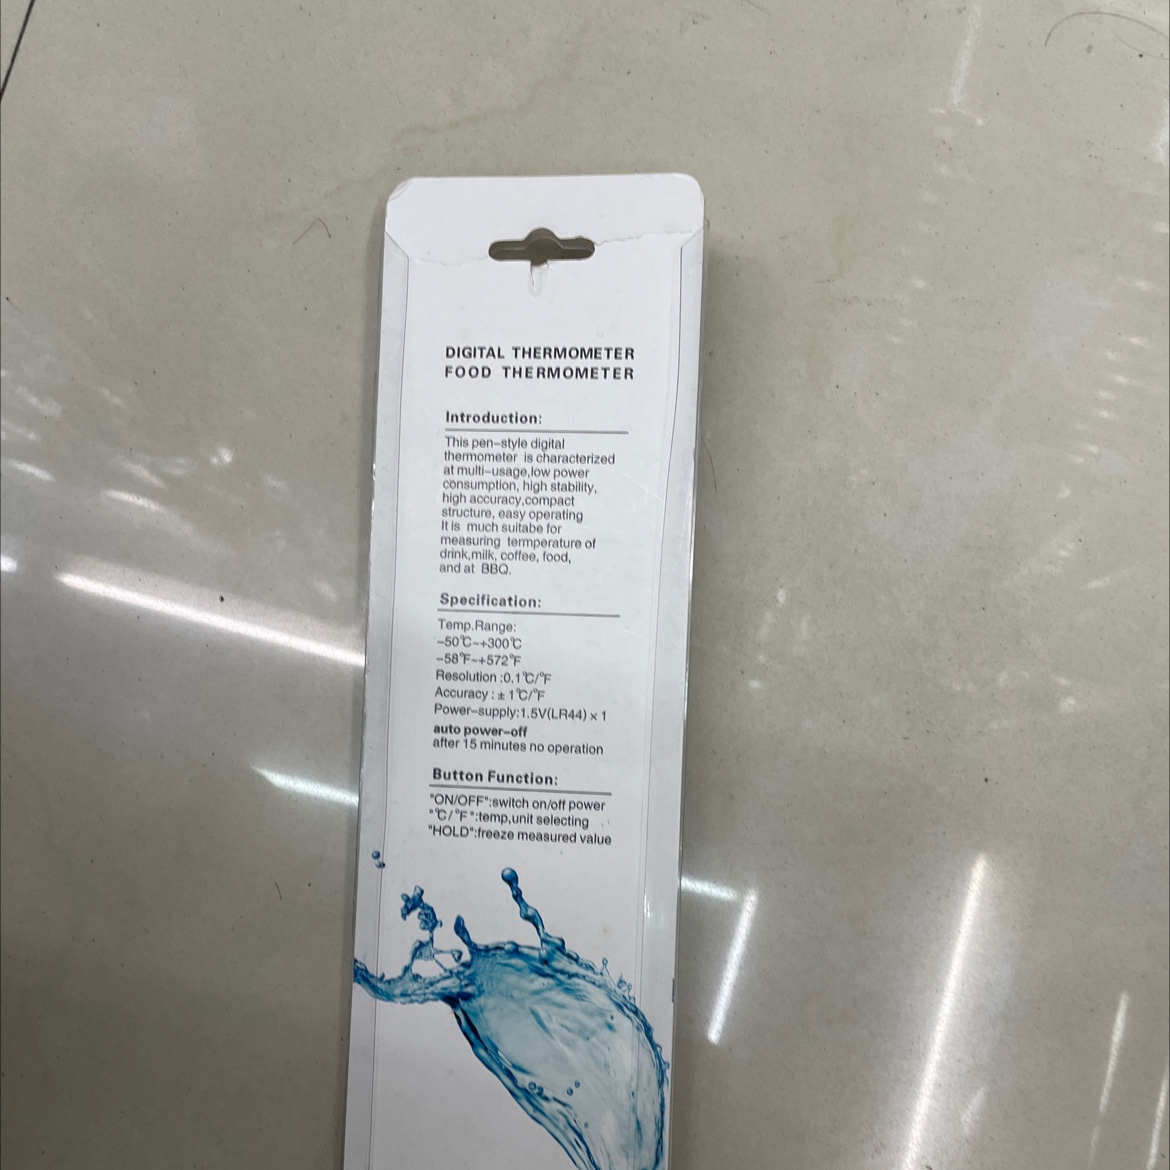 DIGITAL THERMOMETER
FOOD THERMOMETER
Introduction:
This pen-style digital
thermometer is characterized
at multi-usage,low power
consumption, high stability,
high accuracy,compact
structure, easy operating
It is much suitabe for
measuring termperature of
drink,milk, coffee, food,
and at BBQ.
Specification:
Temp.Range:
-50℃~+300℃
-58℉~+572℉
Resolution :0.1℃/℉
Accuracy : ± 1℃/℉
Power-supply:1.5V(LR44) × 1
auto power-off
after 15 minutes no operation
Button Function:
"ON/OFF":switch on/off power
"℃/℉":temp,unit selecting
"HOLD":freeze measured value